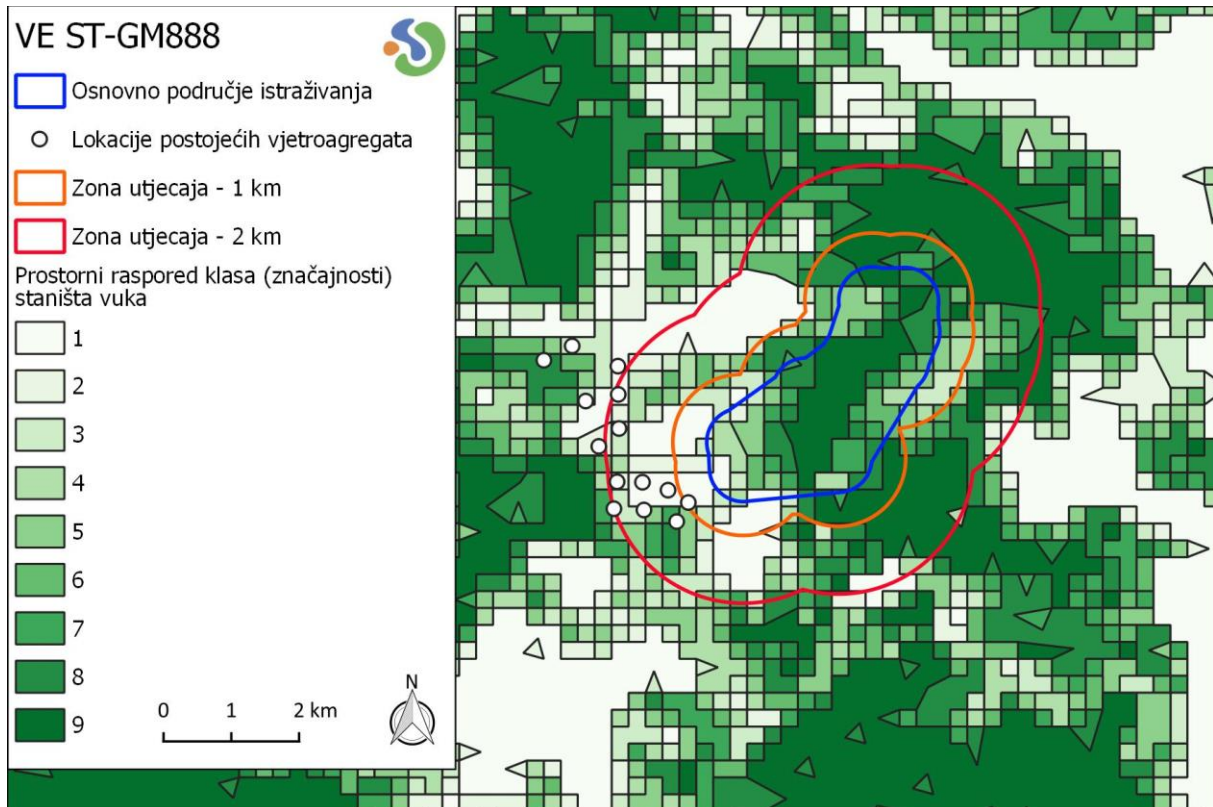 VE ST-GM888
Osnovno područje istraživanja
Lokacije postojećih vjetroagregata
Zona utjecaja - 1 km
Zona utjecaja - 2 km
Prostorni raspored klasa (značajnosti)
staništa vuka
1
2
3
4
5
6
7
8
9
0 1 2 km
N